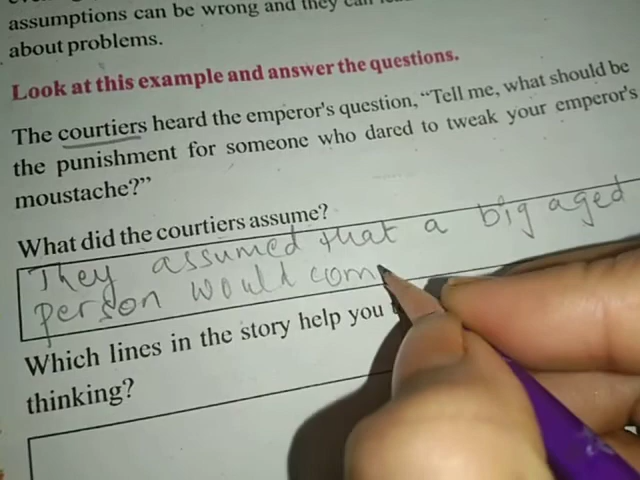 assumptions can be wrong and they can
about problems.
Look at this example and answer the questions.
The courtiers heard the emperor's question, “Tell me, what should be
the punishment for someone who dared to tweak your emperor's
moustache?”
What did the courtiers assume?
They assumed that a big aged
person would com
Which lines in the story help you
thinking?